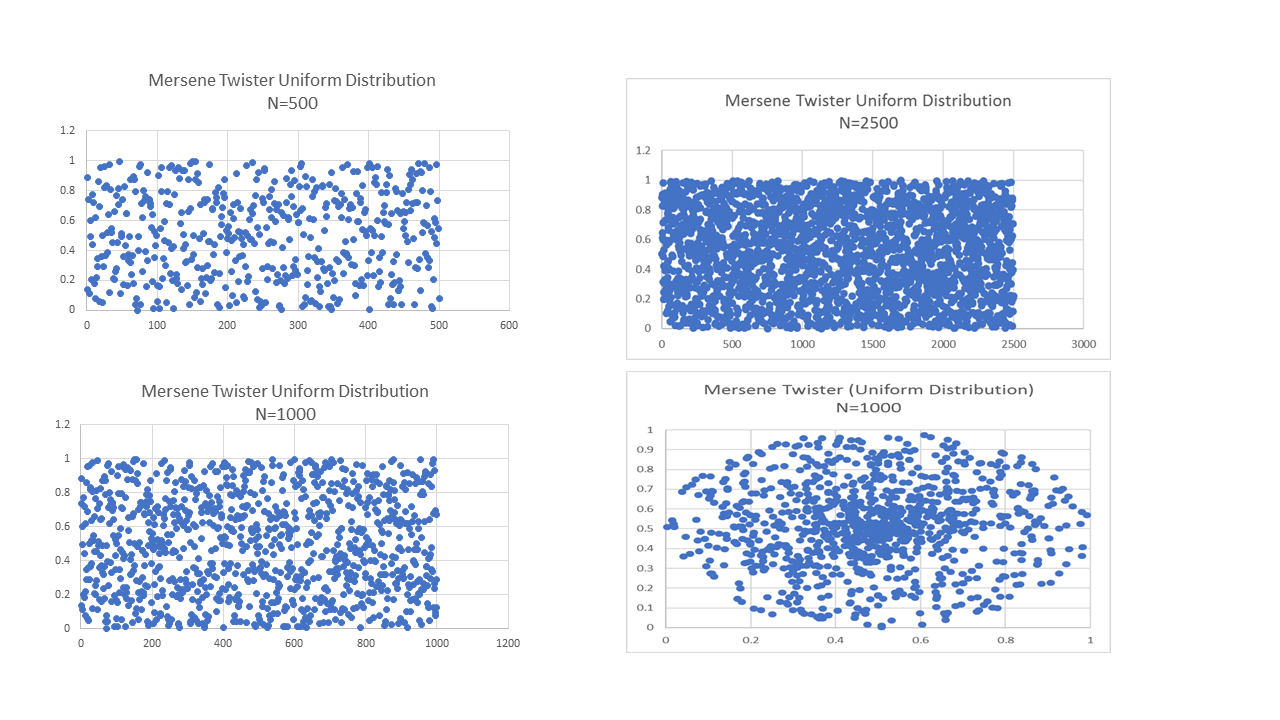 Mersene Twister Uniform Distribution
N=500
1.2
1
0.8
0.6
0.4
0.2
0
0 100 200 300 400 500 600
Mersene Twister Uniform Distribution
N=2500
1.2
1
0.8
0.6
0.4
0.2
0
0 500 1000 1500 2000 2500 3000
Mersene Twister Uniform Distribution
N=1000
1.2
1
0.8
0.6
0.4
0.2
0
0 200 400 600 800 1000 1200
Mersene Twister (Uniform Distribution)
N=1000
1
0.9
0.8
0.7
0.6
0.5
0.4
0.3
0.2
0.1
0
0 0.2 0.4 0.6 0.8 1